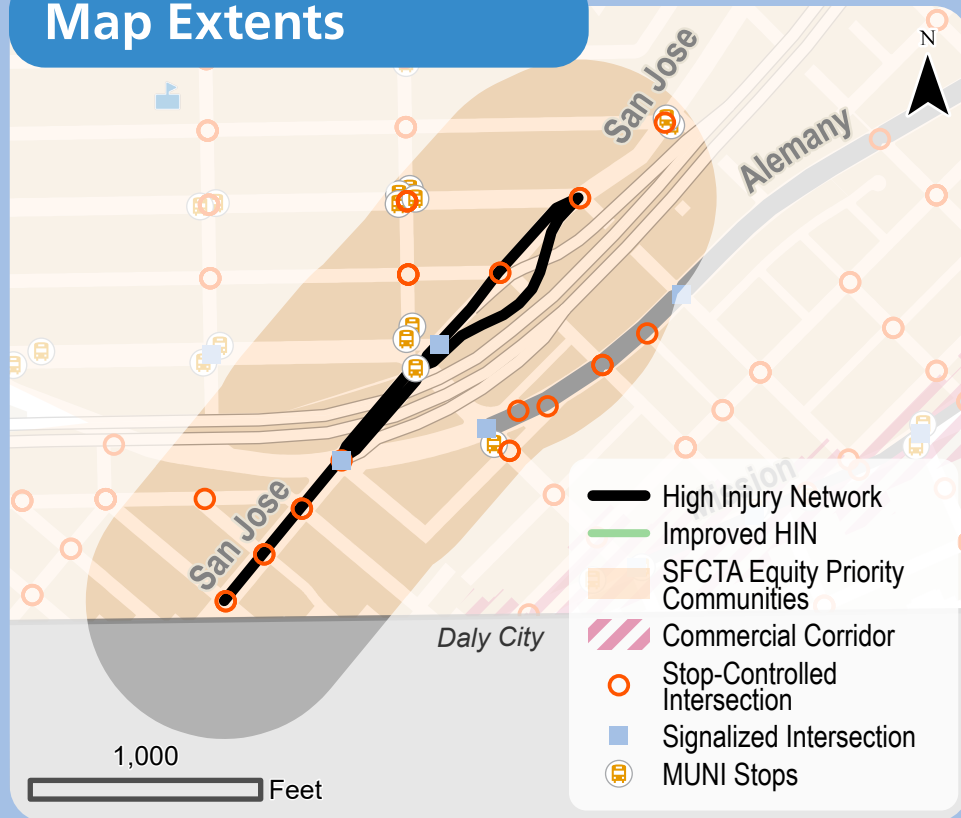 Map Extents
N
San Jose
Alemany
San Jose
Mission
Daly City
High Injury Network
Improved HIN
SFCTA Equity Priority
Communities
Commercial Corridor
Stop-Controlled
Intersection
Signalized Intersection
MUNI Stops
1,000
Feet